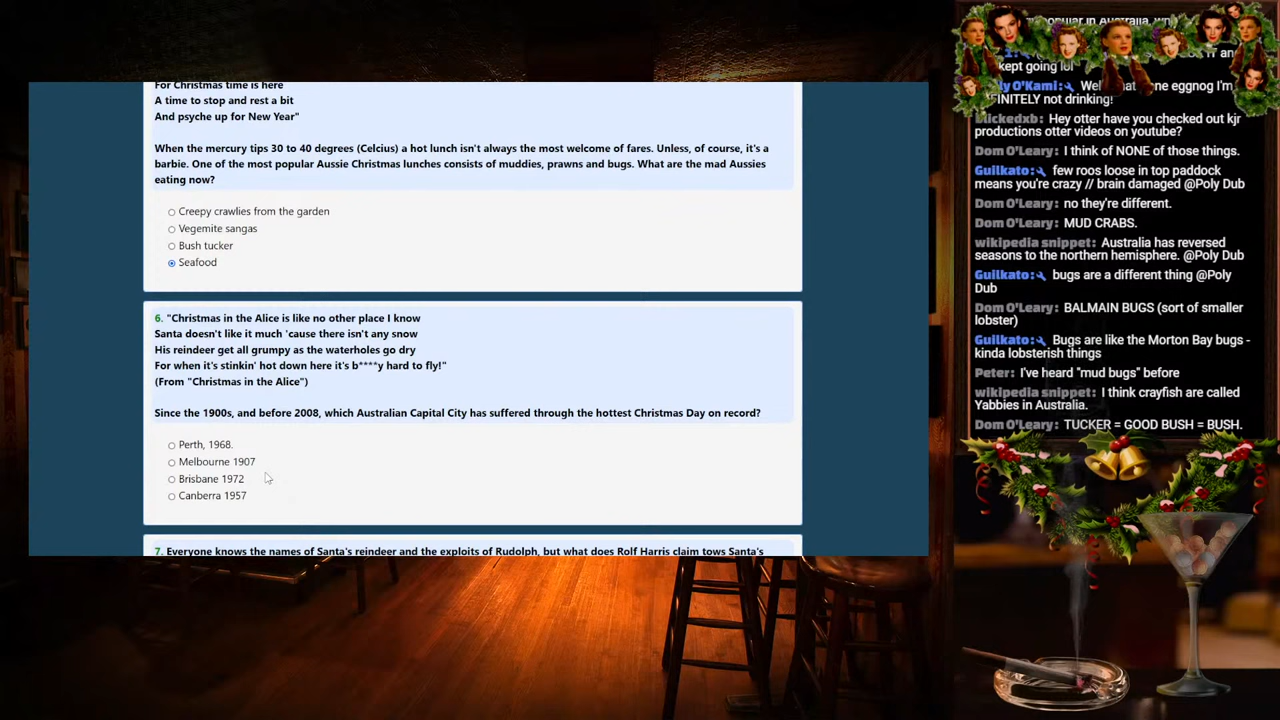 For Christmas time is here
A time to stop and rest a bit
And psyche up for New Year"
When the mercury tips 30 to 40 degrees (Celcius) a hot lunch isn't always the most welcome of fares. Unless, of course, it's a
barbie. One of the most popular Aussie Christmas lunches consists of muddies, prawns and bugs. What are the mad Aussies
eating now?
Creepy crawlies from the garden
Vegemite sangas
Bush tucker
Seafood
6. "Christmas in the Alice is like no other place I know
Santa doesn't like it much 'cause there isn't any snow
His reindeer get all grumpy as the waterholes go dry
For when it's stinkin' hot down here it's b****y hard to fly!"
(From "Christmas in the Alice")
Since the 1900s, and before 2008, which Australian Capital City has suffered through the hottest Christmas Day on record?
Perth, 1968.
Melbourne 1907
Brisbane 1972
Canberra 1957
7. Everyone knows the names of Santa's reindeer and the exploits of Rudolph, but what does Rolf Harris claim tows Santa's
popular in Australia,
kept going lol
O'Kami: eggnog I'm
not drinking!
Hey otter have you checked out kjr
productions otter videos on youtube?
Dom O'Leary: I think of NONE of those things.
Guilkato: few roos loose in top paddock
means you're crazy // brain damaged @Poly Dub
Dom O'Leary: no they're different.
Dom O'Leary: MUD CRABS.
wikipedia snippet: Australia has reversed
seasons to the northern hemisphere. @Poly Dub
Guilkato: bugs are a different thing @Poly
Dub
Dom O'Leary: BALMAIN BUGS (sort of smaller
lobster)
Guilkato: Bugs are like the Morton Bay bugs -
kinda lobsterish things
Peter: I've heard "mud bugs" before
wikipedia snippet: I think crayfish are called
Yabbies in Australia.
Dom O'Leary: TUCKER = GOOD BUSH = BUSH.